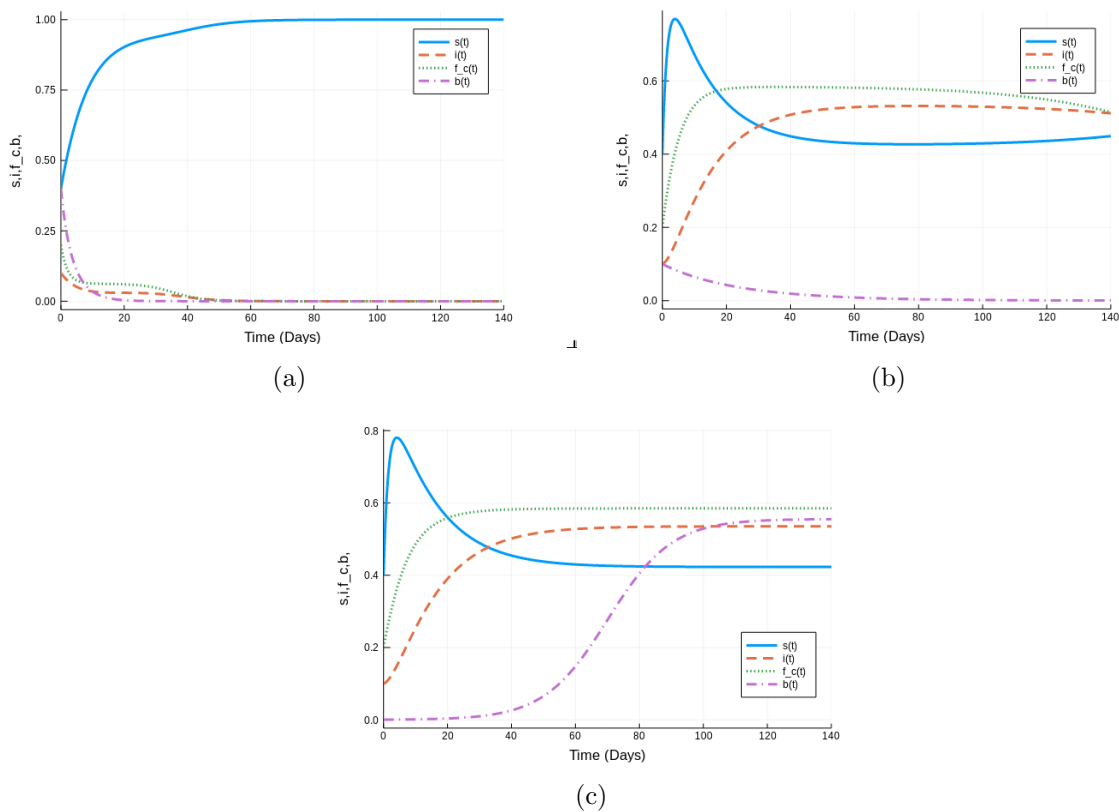 1.00
0.75
0.50
0.25
0.00
s,i,f_c,b,
s(t)
i(t)
f_c(t)
b(t)
0 20 40 60 80 100 120 140
Time (Days)
(a)
0.6
0.4
0.2
0.0
s,i,f_c,b,
s(t)
i(t)
f_c(t)
b(t)
0 20 40 60 80 100 120 140
Time (Days)
(b)
0.8
0.6
0.4
0.2
0.0
s,i,f_c,b,
s(t)
i(t)
f_c(t)
b(t)
0 20 40 60 80 100 120 140
Time (Days)
(c)